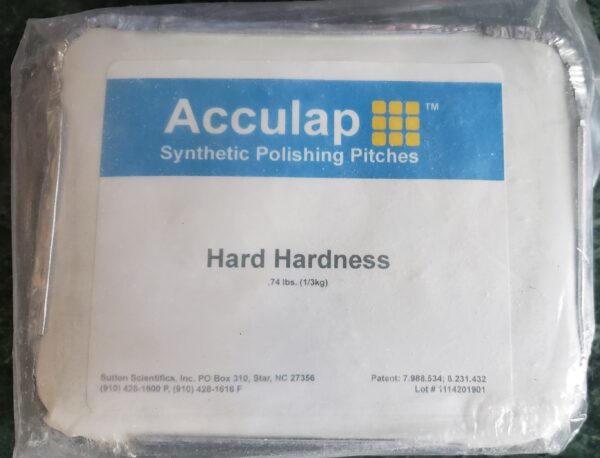 Acculap ™
Synthetic Polishing Pitches
Hard Hardness
.74 lbs. (1/3kg)
Sutton Scientifics, Inc. PO Box 310, Star, NC 27356
(910) 428-1600 P, (910) 428-1616 F
Patent: 7.988.534; 8.231.432
Lot # 1114201901